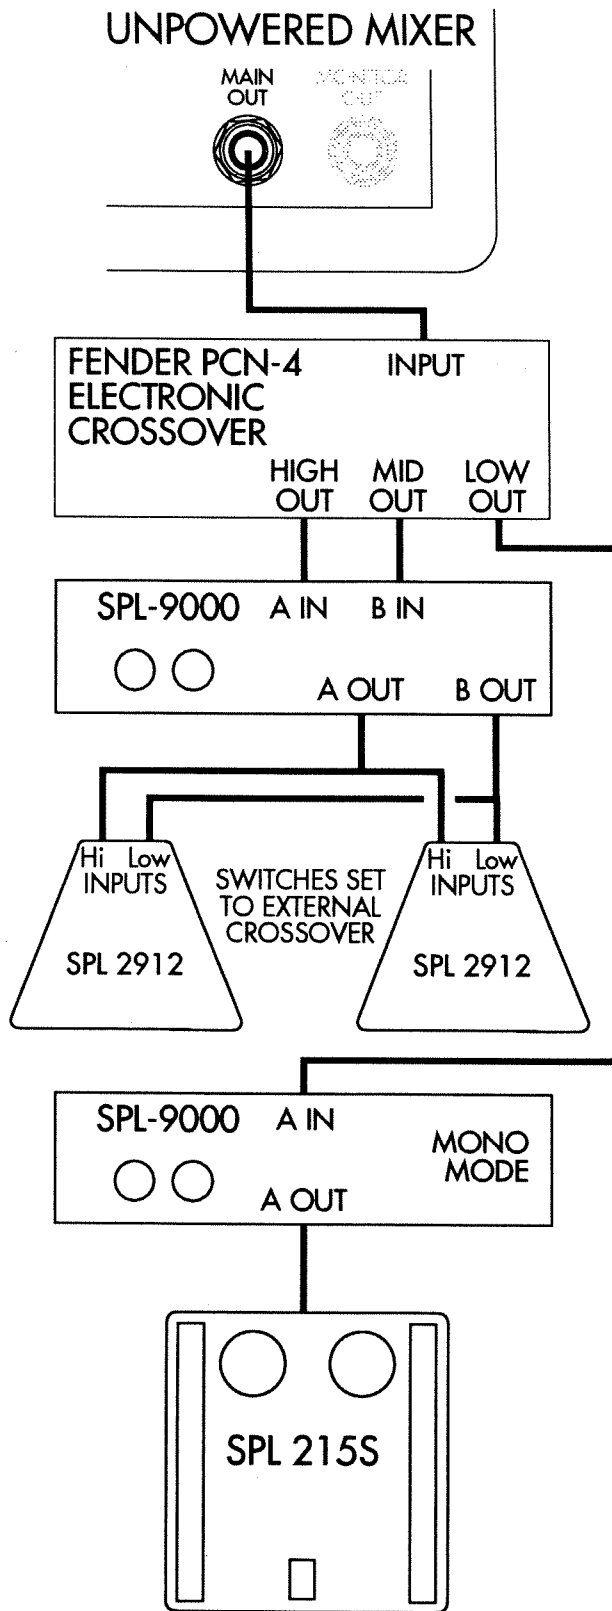 UNPOWERED MIXER
MAIN
OUT
MONITOR
OUT
FENDER PCN-4
ELECTRONIC
CROSSOVER
INPUT
HIGH
OUT
MID
OUT
LOW
OUT
SPL-9000
A IN
B IN
A OUT
B OUT
Hi Low
INPUTS
SPL 2912
SWITCHES SET
TO EXTERNAL
CROSSOVER
Hi Low
INPUTS
SPL 2912
SPL-9000
A IN
MONO
MODE
A OUT
SPL 215S